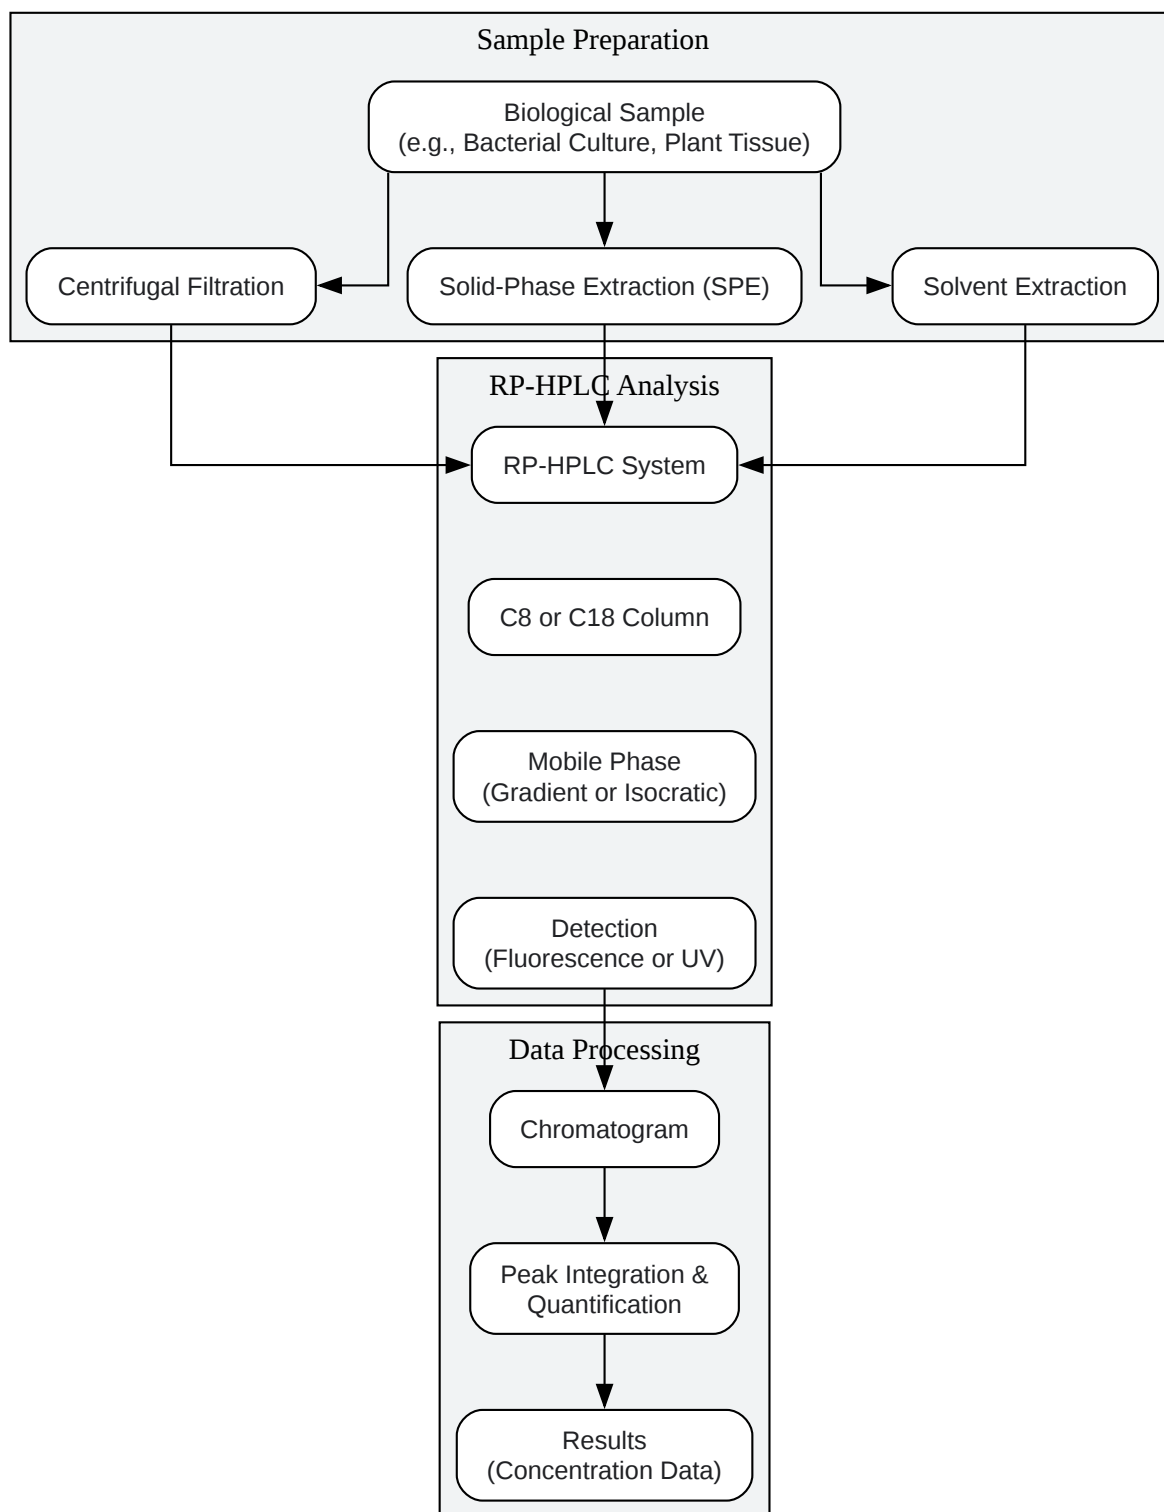 Sample Preparation
Biological Sample
(e.g., Bacterial Culture, Plant Tissue)
Centrifugal Filtration
Solid-Phase Extraction (SPE)
Solvent Extraction
RP-HPLC Analysis
RP-HPLC System
C8 or C18 Column
Mobile Phase
(Gradient or Isocratic)
Detection
(Fluorescence or UV)
Data Processing
Chromatogram
Peak Integration &
Quantification
Results
(Concentration Data)